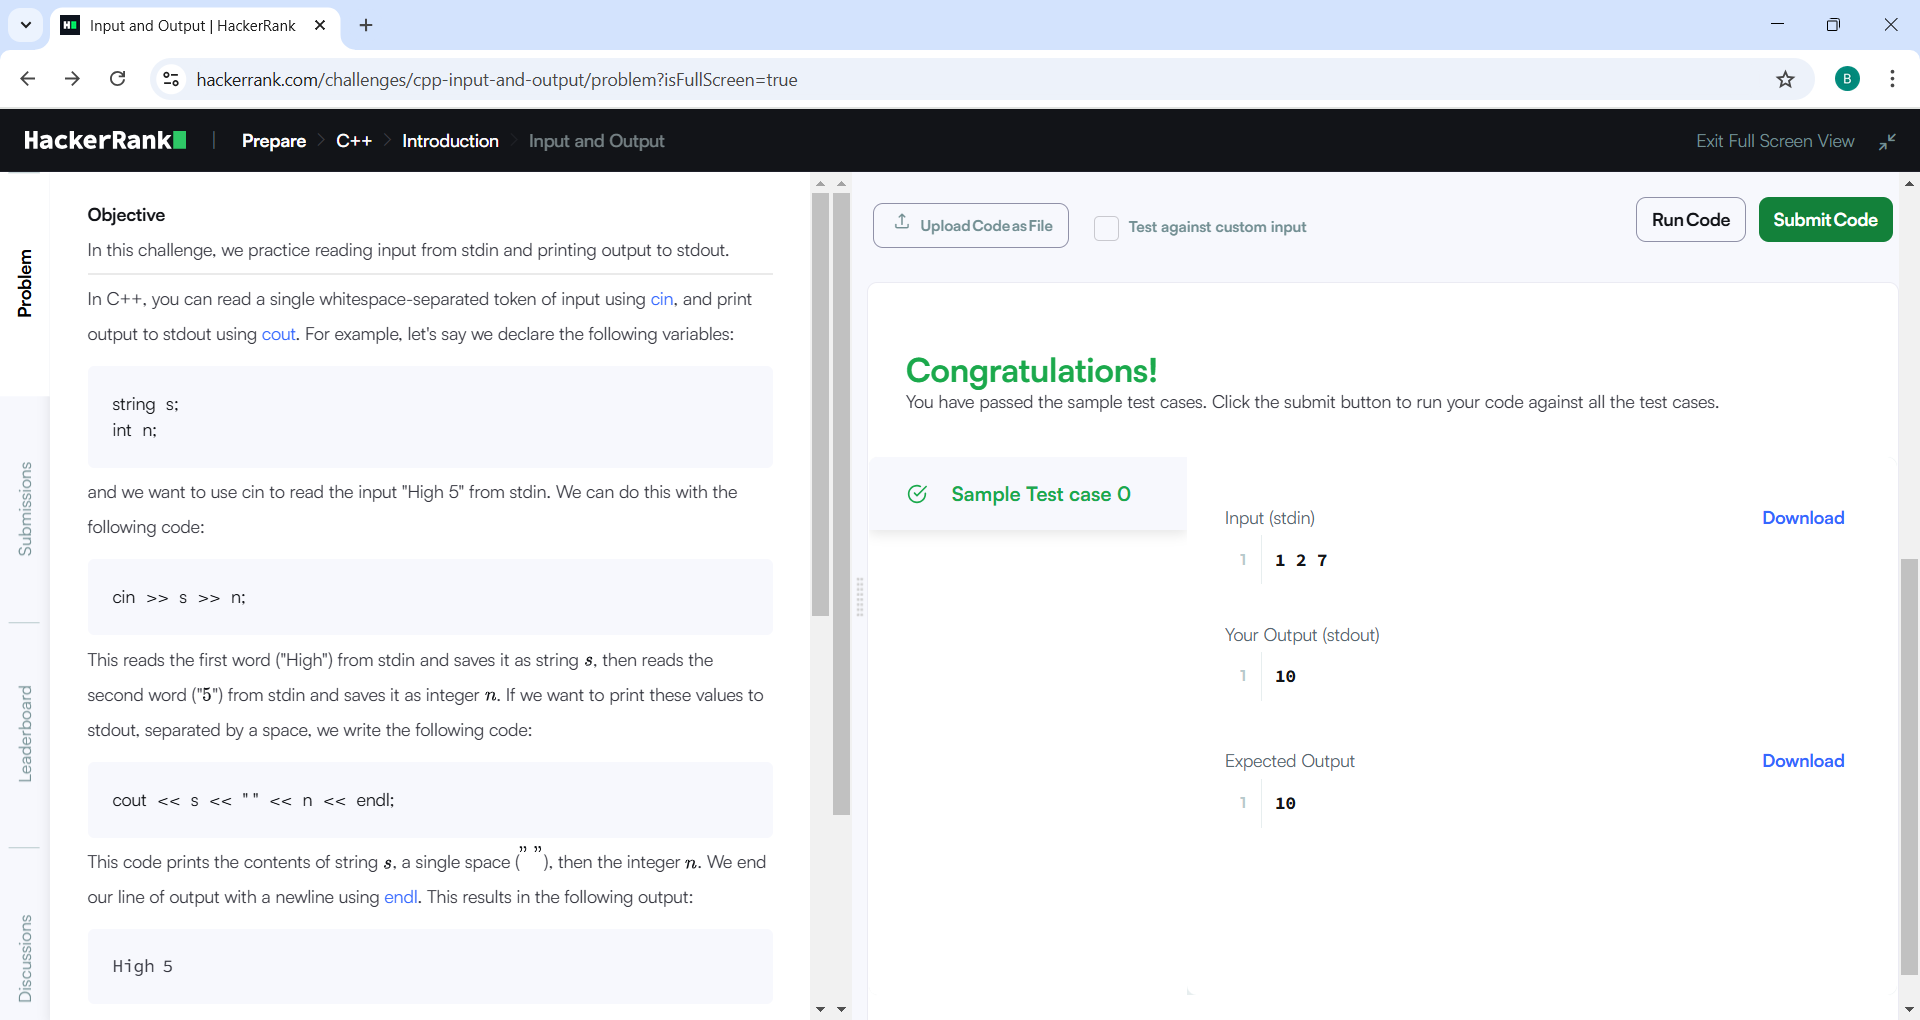 Input and Output | HackerRank
hackerrank.com/challenges/cpp-input-and-output/problem?isFullScreen=true
B
HackerRank
Prepare
C++
Introduction
Input and Output
Exit Full Screen View
Problem
Submissions
Leaderboard
Discussions
Objective
In this challenge, we practice reading input from stdin and printing output to stdout.
In C++, you can read a single whitespace-separated token of input using cin, and print
output to stdout using cout. For example, let's say we declare the following variables:
string s;
int n;
and we want to use cin to read the input "High 5" from stdin. We can do this with the
following code:
cin >> s >> n;
This reads the first word ("High") from stdin and saves it as string s, then reads the
second word ("5") from stdin and saves it as integer n. If we want to print these values to
stdout, separated by a space, we write the following code:
cout << s << " " << n << endl;
This code prints the contents of string s, a single space (" "), then the integer n. We end
our line of output with a newline using endl. This results in the following output:
High 5
Upload Code as File
Test against custom input
Run Code
Submit Code
Congratulations!
You have passed the sample test cases. Click the submit button to run your code against all the test cases.
Sample Test case 0
Input (stdin)
Download
1
1 2 7
Your Output (stdout)
1
10
Expected Output
Download
1
10